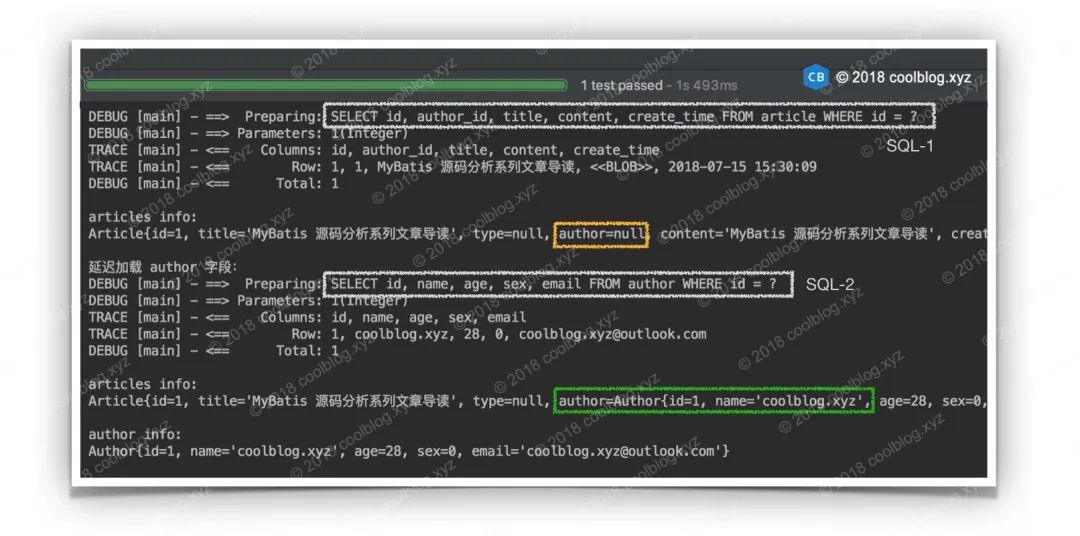 1 test passed - 1s 493ms
CB © 2018 coolblog.xyz
DEBUG [main] - ==>  Preparing: SELECT id, author_id, title, content, create_time FROM article WHERE id = ?
SQL-1
DEBUG [main] - ==> Parameters: 1(Integer)
TRACE [main] - <==    Columns: id, author_id, title, content, create_time
TRACE [main] - <==        Row: 1, 1, MyBatis 源码分析系列文章导读, <<BLOB>>, 2018-07-15 15:30:09
DEBUG [main] - <==      Total: 1
articles info:
Article{id=1, title='MyBatis 源码分析系列文章导读', type=null, author=null, content='MyBatis 源码分析系列文章导读', creat
延迟加载 author 字段:
DEBUG [main] - ==>  Preparing: SELECT id, name, age, sex, email FROM author WHERE id = ?
SQL-2
DEBUG [main] - ==> Parameters: 1(Integer)
TRACE [main] - <==    Columns: id, name, age, sex, email
TRACE [main] - <==        Row: 1, coolblog.xyz, 28, 0, coolblog.xyz@outlook.com
DEBUG [main] - <==      Total: 1
articles info:
Article{id=1, title='MyBatis 源码分析系列文章导读', type=null, author=Author{id=1, name='coolblog.xyz', age=28, sex=0,
author info:
Author{id=1, name='coolblog.xyz', age=28, sex=0, email='coolblog.xyz@outlook.com'}